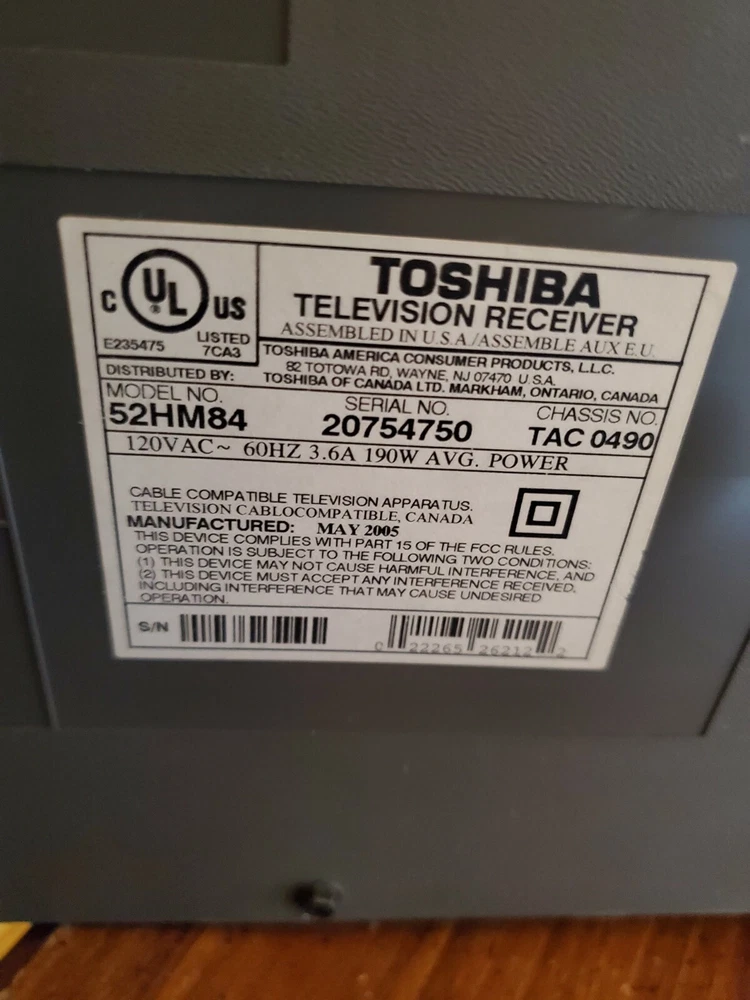 C UL ® US
E235475 LISTED
7CA3
TOSHIBA
TELEVISION RECEIVER
ASSEMBLED IN U.S.A./ASSEMBLE AUX E.U.
DISTRIBUTED BY:
TOSHIBA AMERICA CONSUMER PRODUCTS, L.L.C.
82 TOTOWA RD, WAYNE, NJ 07470 U.S.A.
TOSHIBA OF CANADA LTD. MARKHAM, ONTARIO, CANADA
MODEL NO. SERIAL NO. CHASSIS NO.
52HM84 20754750 TAC 0490
120VAC~ 60HZ 3.6A 190W AVG. POWER
CABLE COMPATIBLE TELEVISION APPARATUS.
TELEVISION CABLOCOMPATIBLE, CANADA
MANUFACTURED: MAY 2005
THIS DEVICE COMPLIES WITH PART 15 OF THE FCC RULES.
OPERATION IS SUBJECT TO THE FOLLOWING TWO CONDITIONS:
(1) THIS DEVICE MAY NOT CAUSE HARMFUL INTERFERENCE, AND
(2) THIS DEVICE MUST ACCEPT ANY INTERFERENCE RECEIVED,
INCLUDING INTERFERENCE THAT MAY CAUSE UNDESIRED
OPERATION.
S/N
0 22265 26212 2